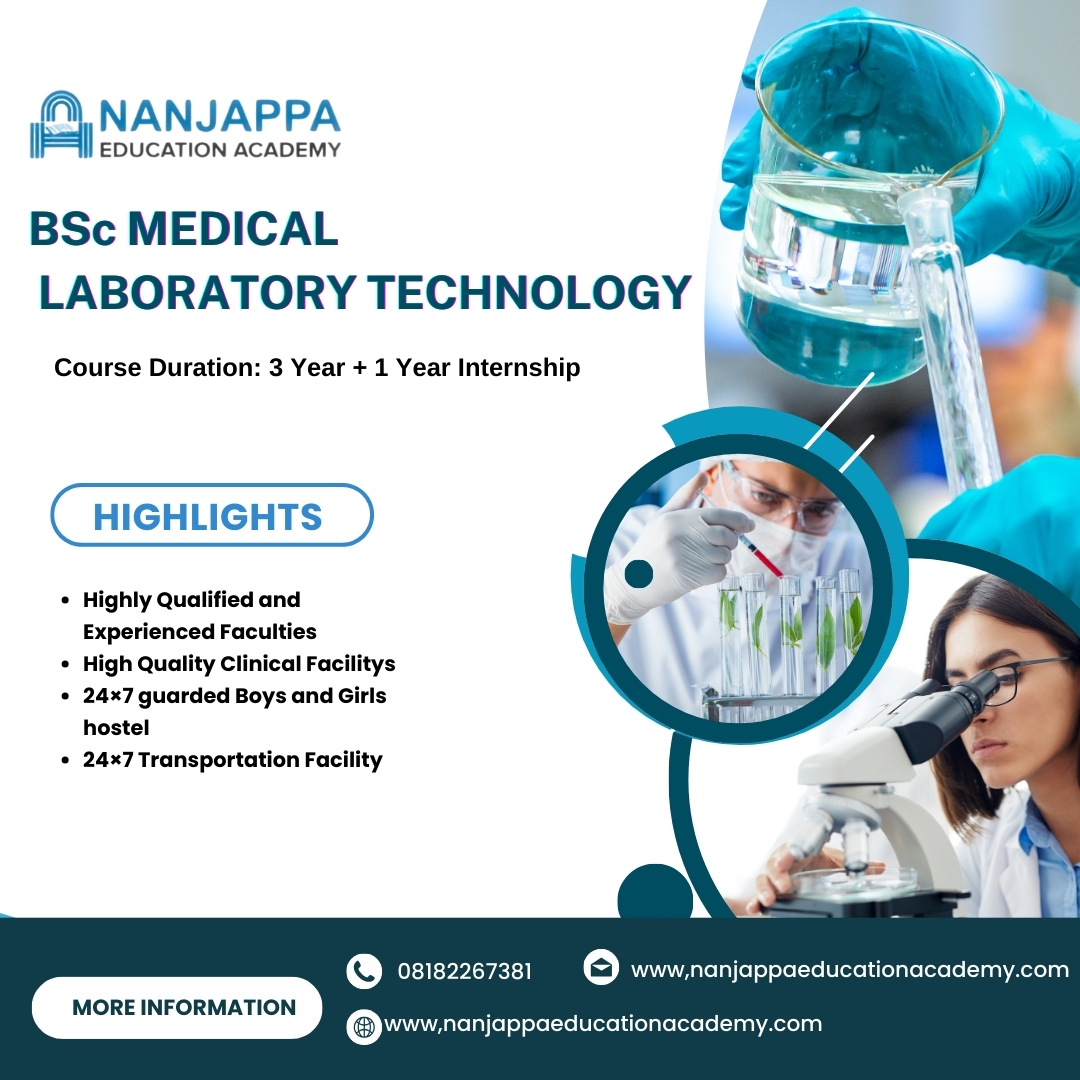 NANJAPPA
EDUCATION ACADEMY
BSc MEDICAL
LABORATORY TECHNOLOGY
Course Duration: 3 Year + 1 Year Internship
HIGHLIGHTS
• Highly Qualified and
Experienced Faculties
• High Quality Clinical Facilitys
• 24×7 guarded Boys and Girls
hostel
• 24×7 Transportation Facility
MORE INFORMATION
08182267381
www,nanjappaeducationacademy.com
www,nanjappaeducationacademy.com